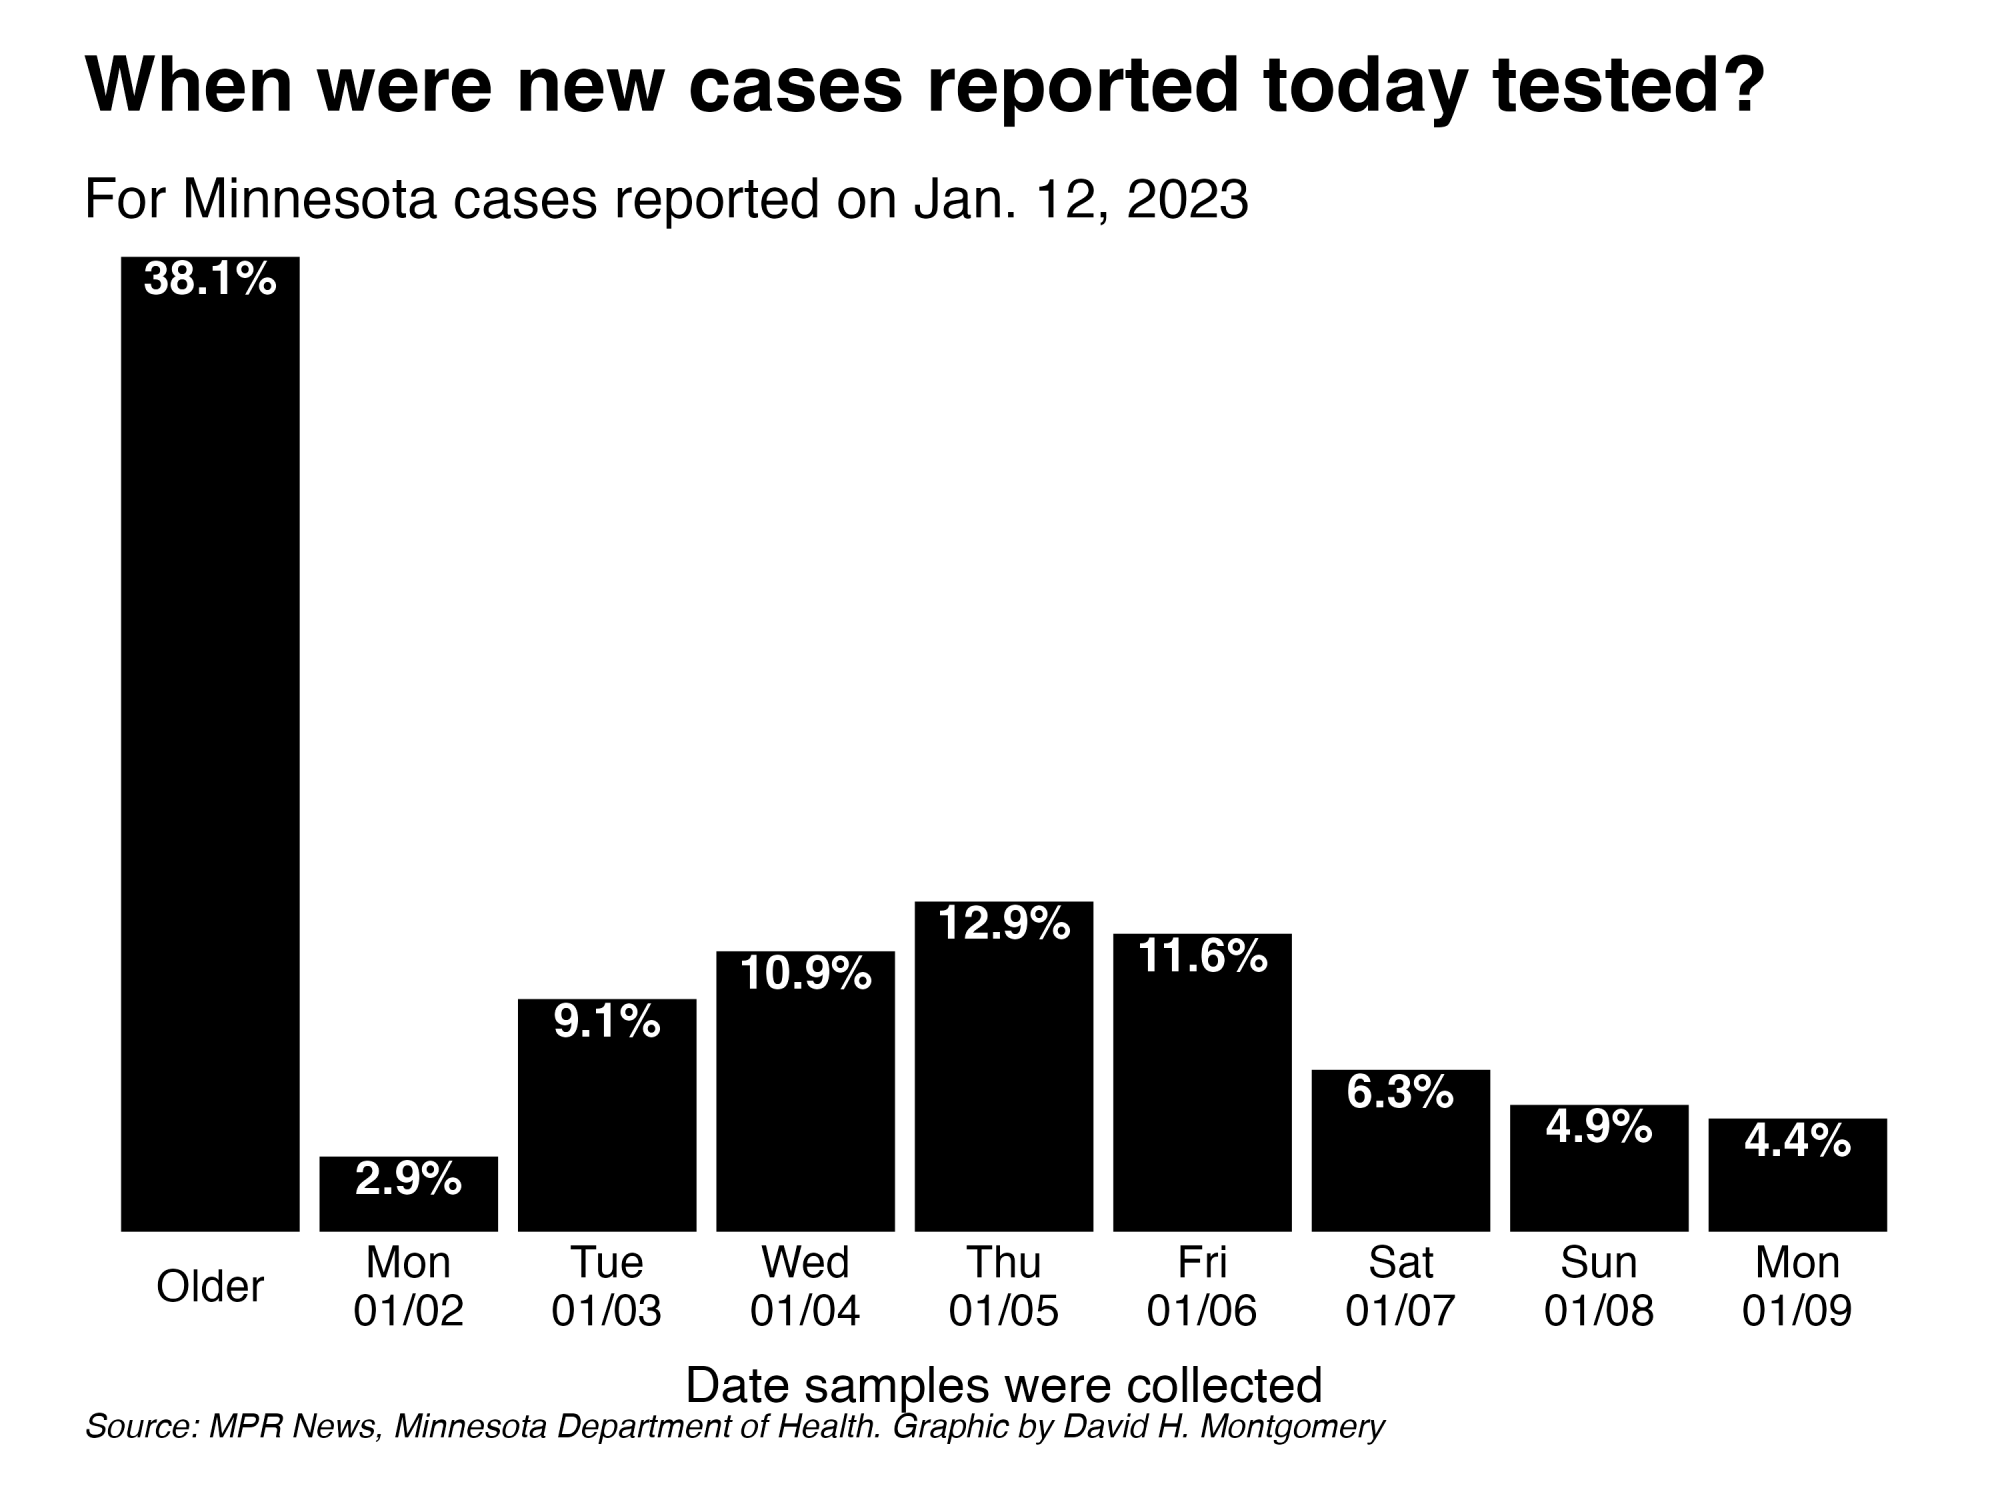 When were new cases reported today tested?
For Minnesota cases reported on Jan. 12, 2023
38.1%
2.9%
9.1%
10.9%
12.9%
11.6%
6.3%
4.9%
4.4%
Older
Mon
01/02
Tue
01/03
Wed
01/04
Thu
01/05
Fri
01/06
Sat
01/07
Sun
01/08
Mon
01/09
Date samples were collected
Source: MPR News, Minnesota Department of Health. Graphic by David H. Montgomery